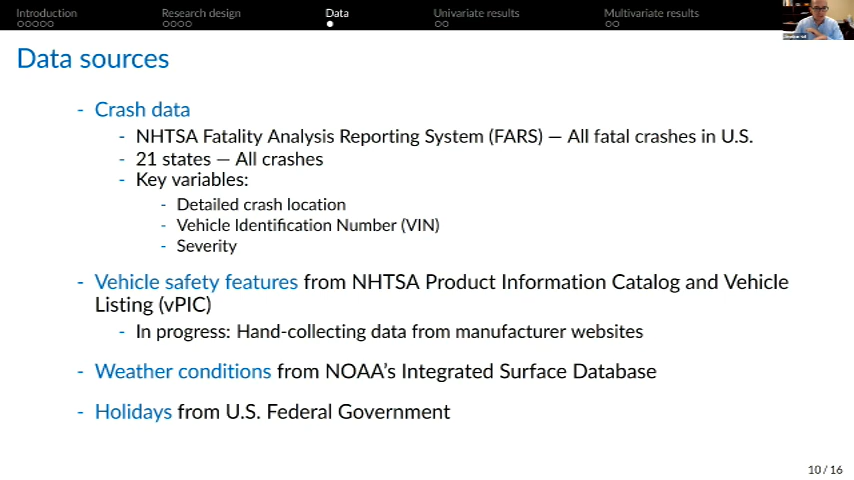 Introduction
Research design
Data
Univariate results
Multivariate results
Data sources
- Crash data
- NHTSA Fatality Analysis Reporting System (FARS) — All fatal crashes in U.S.
- 21 states — All crashes
- Key variables:
- Detailed crash location
- Vehicle Identification Number (VIN)
- Severity
- Vehicle safety features from NHTSA Product Information Catalog and Vehicle
Listing (vPIC)
- In progress: Hand-collecting data from manufacturer websites
- Weather conditions from NOAA's Integrated Surface Database
- Holidays from U.S. Federal Government
10 / 16